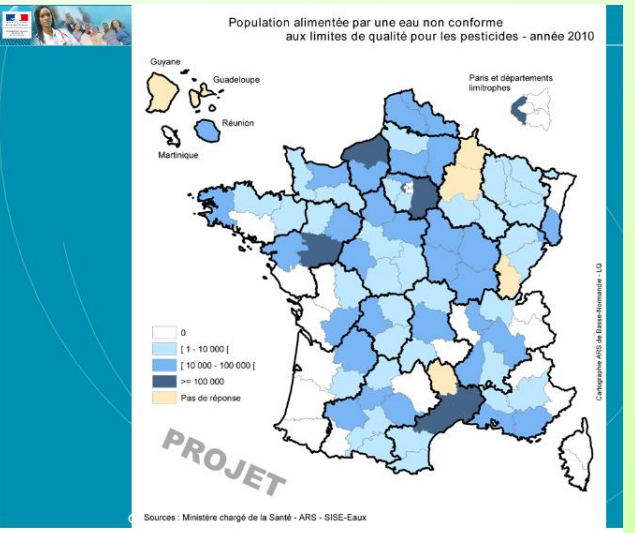 Population alimentée par une eau non conforme
aux limites de qualité pour les pesticides - année 2010
Guyane
Guadeloupe
Réunion
Martinique
Paris et départements
limitrophes
0
[ 1 - 10 000 [
[ 10 000 - 100 000 [
>= 100 000
Pas de réponse
PROJET
Cartographie ARS de Basse-Normandie - LQ
Sources : Ministère chargé de la Santé - ARS - SISE-Eaux